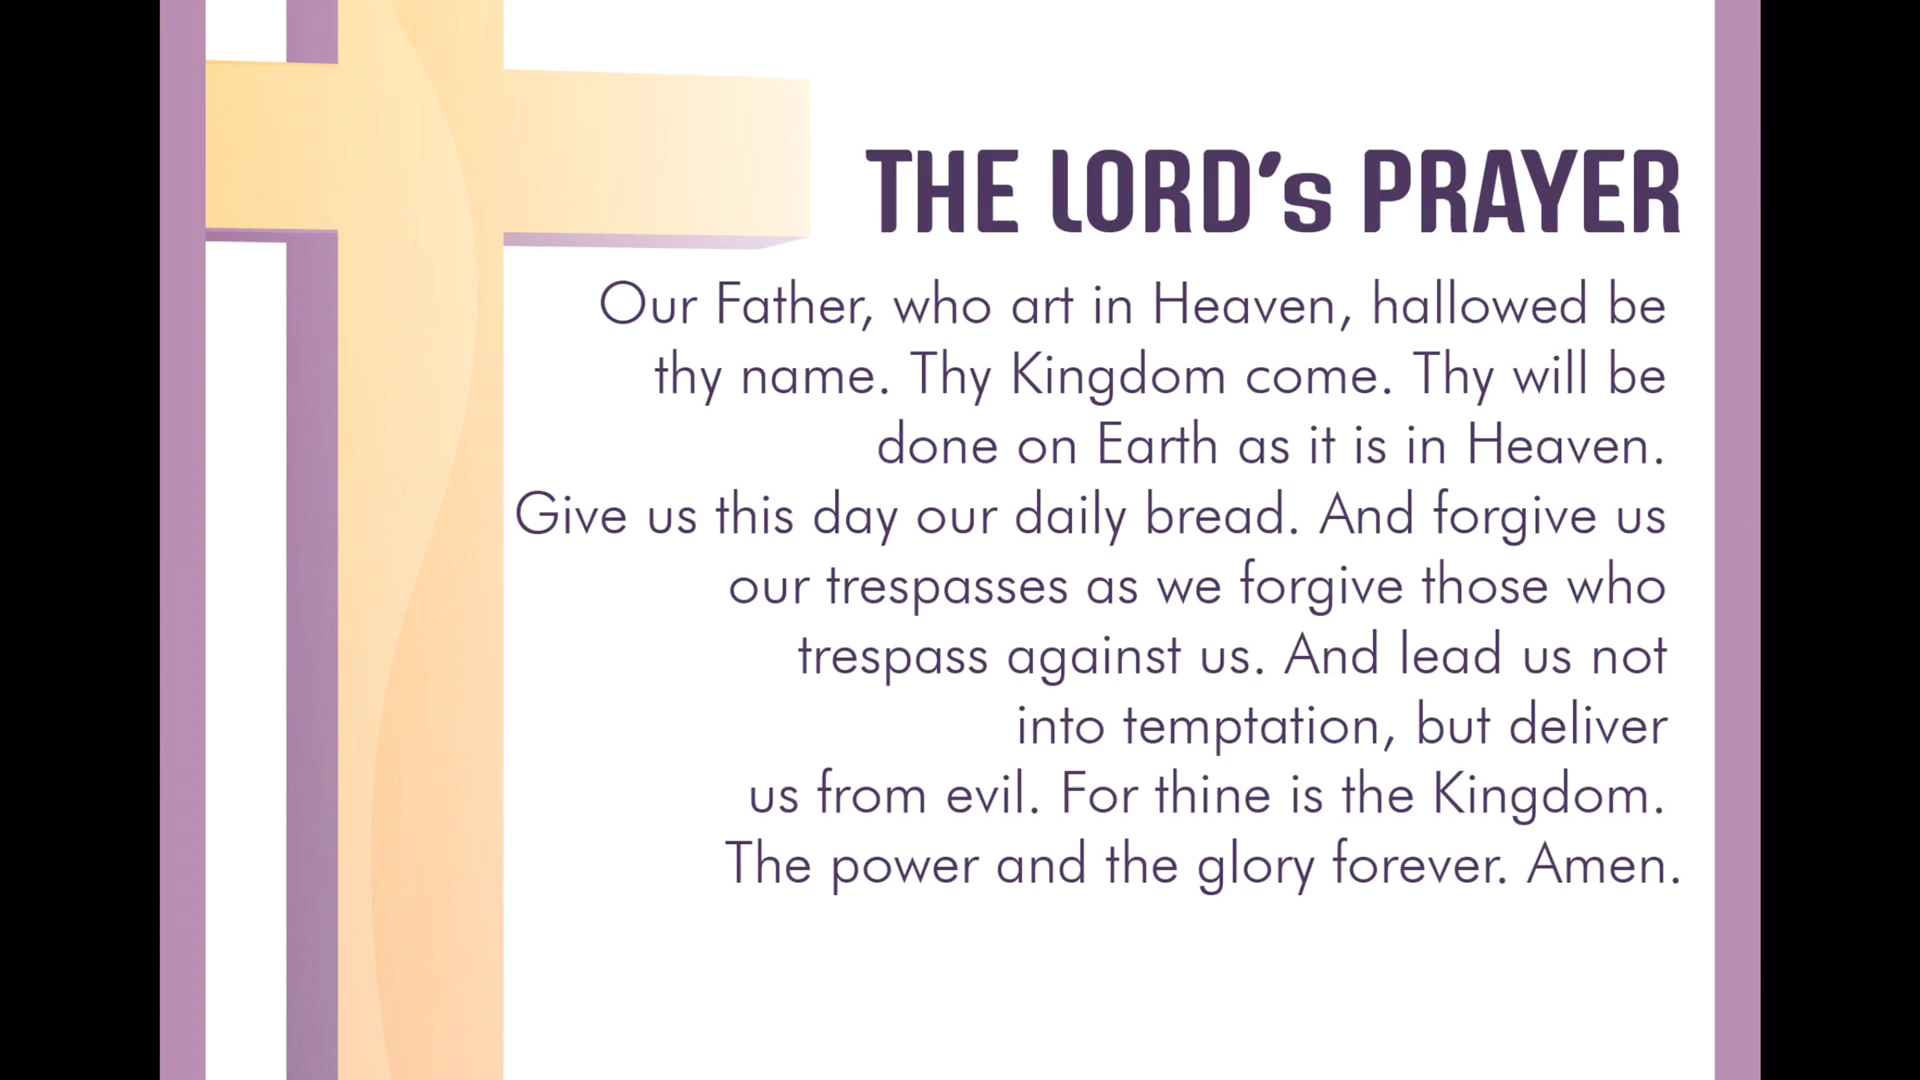 THE LORD's PRAYER
Our Father, who art in Heaven, hallowed be
thy name. Thy Kingdom come. Thy will be
done on Earth as it is in Heaven.
Give us this day our daily bread. And forgive us
our trespasses as we forgive those who
trespass against us. And lead us not
into temptation, but deliver
us from evil. For thine is the Kingdom.
The power and the glory forever. Amen.